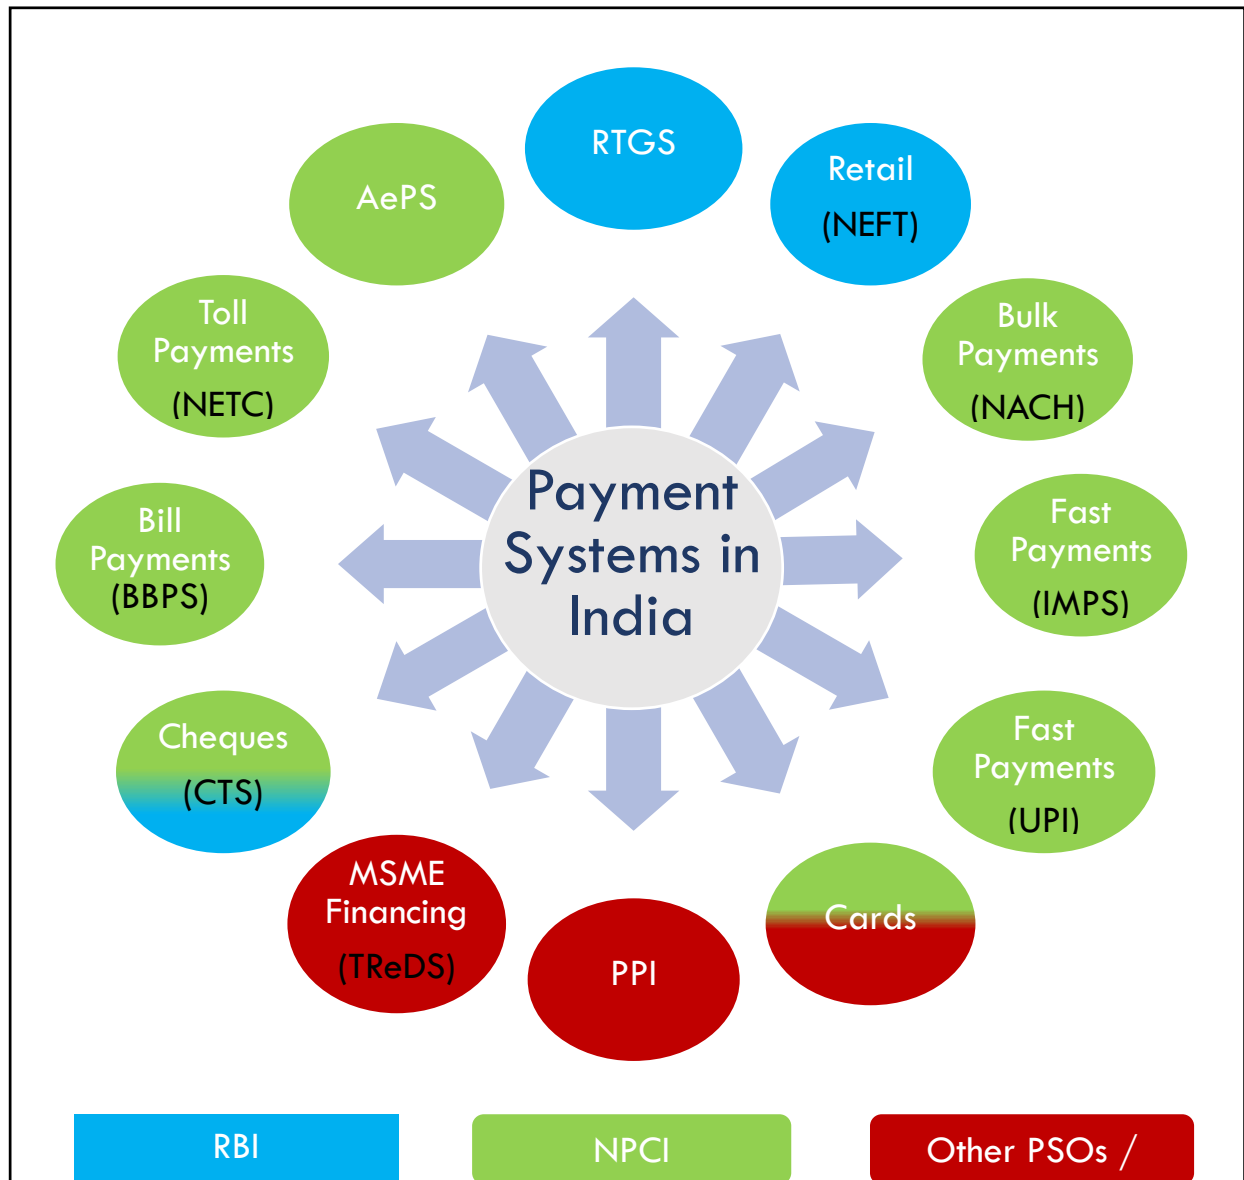 RTGS
Retail
(NEFT)
Bulk
Payments
(NACH)
Fast
Payments
(IMPS)
Fast
Payments
(UPI)
Cards
PPI
MSME
Financing
(TReDS)
Cheques
(CTS)
Bill
Payments
(BBPS)
Toll
Payments
(NETC)
AePS
Payment
Systems in
India
RBI
NPCI
Other PSOs /